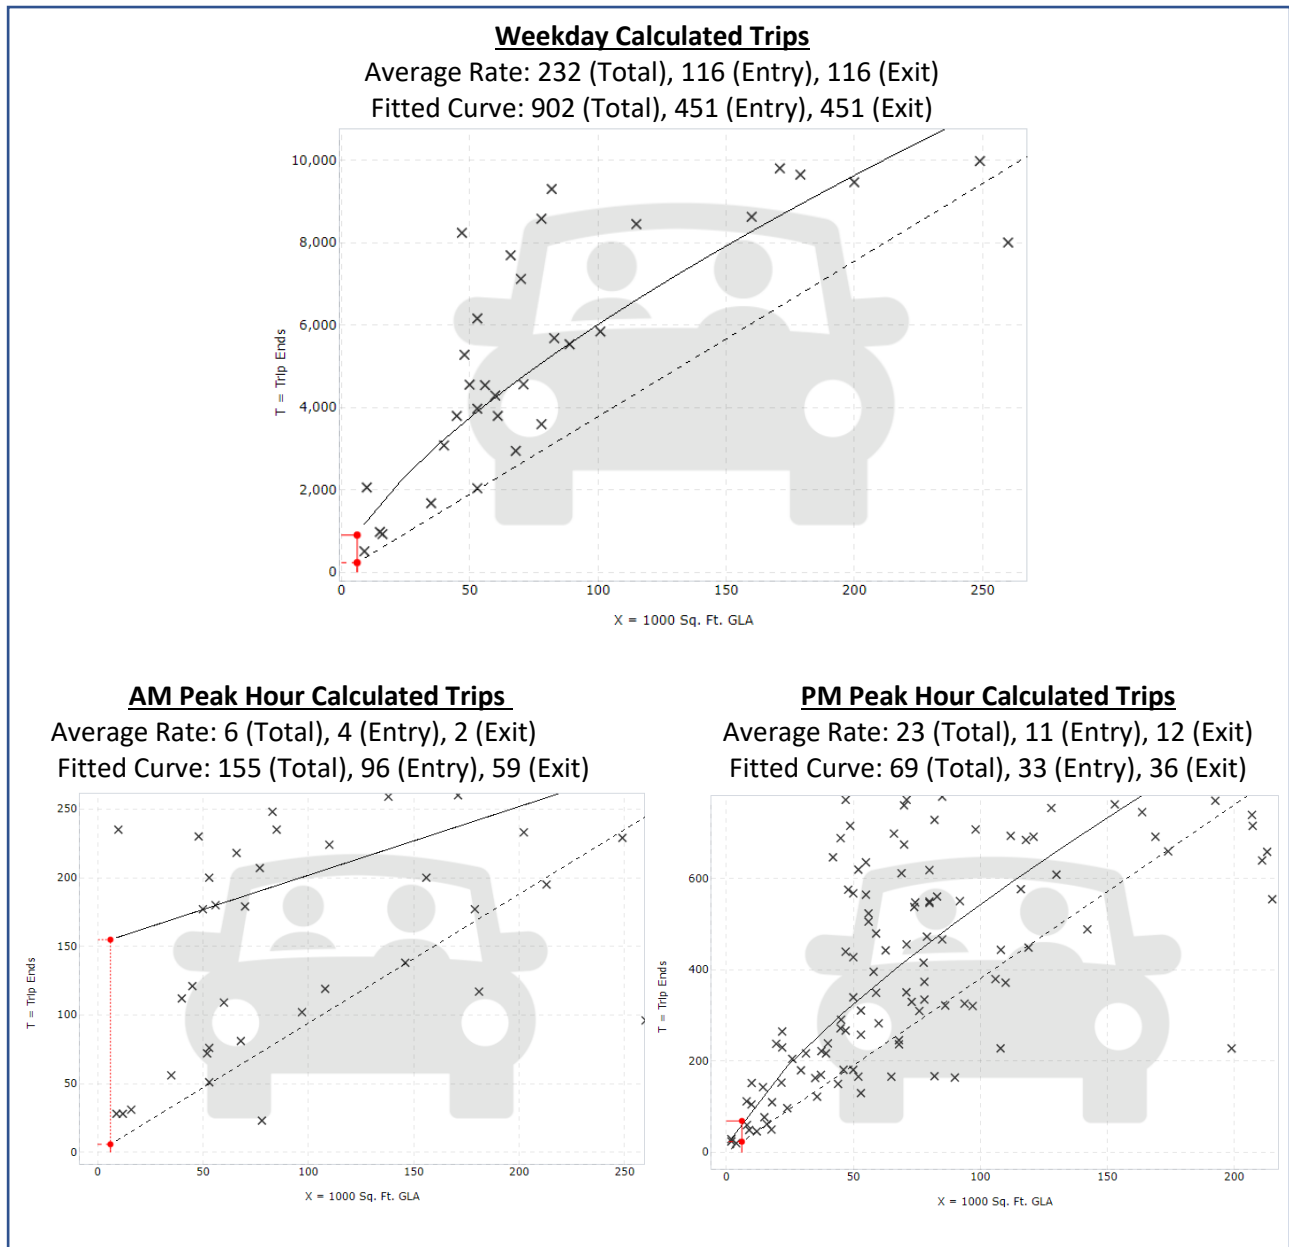 Weekday Calculated Trips
Average Rate: 232 (Total), 116 (Entry), 116 (Exit)
Fitted Curve: 902 (Total), 451 (Entry), 451 (Exit)
10,000
8,000
6,000
4,000
2,000
0
T = Trip Ends
0 50 100 150 200 250
X = 1000 Sq. Ft. GLA
AM Peak Hour Calculated Trips
Average Rate: 6 (Total), 4 (Entry), 2 (Exit)
Fitted Curve: 155 (Total), 96 (Entry), 59 (Exit)
250
200
150
100
50
0
T = Trip Ends
0 50 100 150 200 250
X = 1000 Sq. Ft. GLA
PM Peak Hour Calculated Trips
Average Rate: 23 (Total), 11 (Entry), 12 (Exit)
Fitted Curve: 69 (Total), 33 (Entry), 36 (Exit)
600
400
200
0
T = Trip Ends
0 50 100 150 200
X = 1000 Sq. Ft. GLA